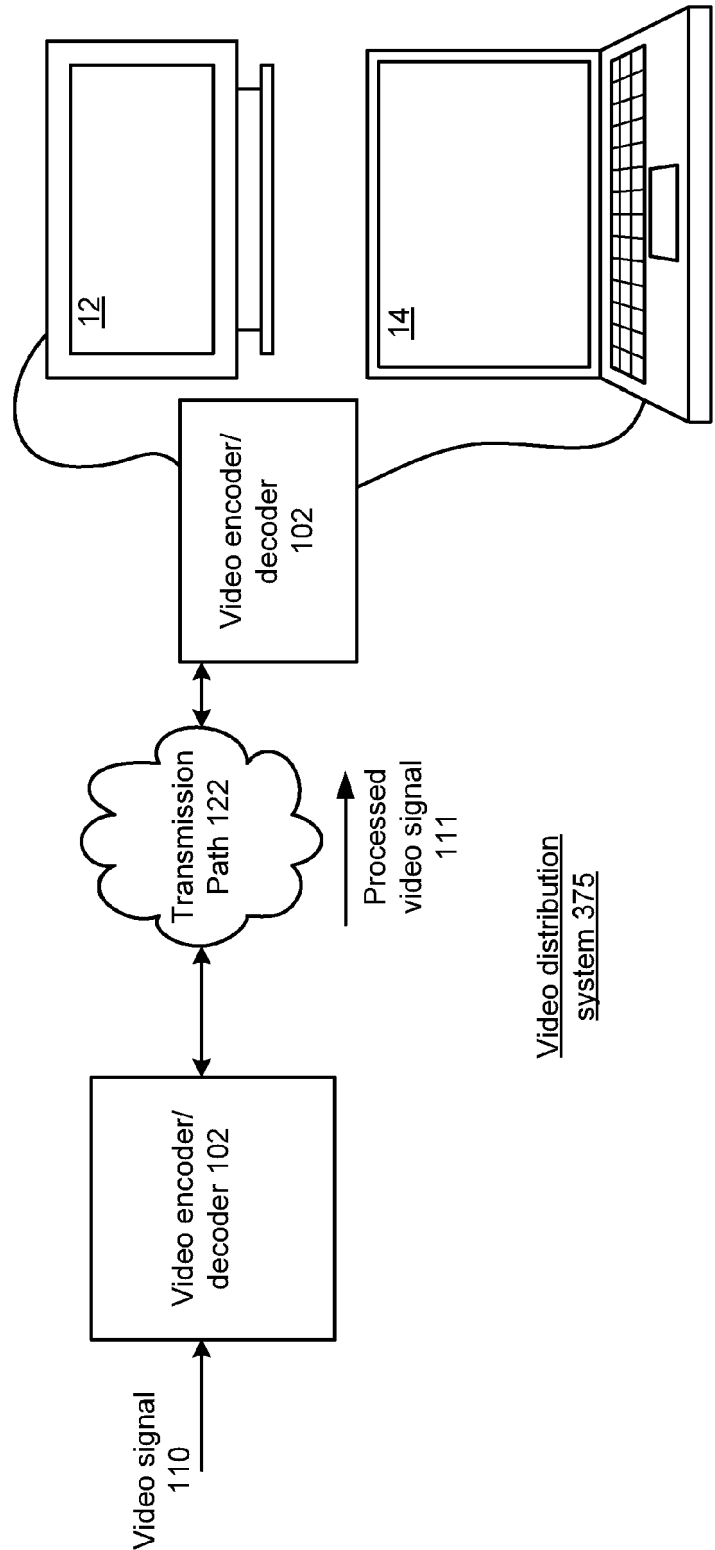 Video signal
110
Video encoder/
decoder 102
Transmission
Path 122
Processed
video signal
111
Video encoder/
decoder
102
12
14
Video distribution
system 375